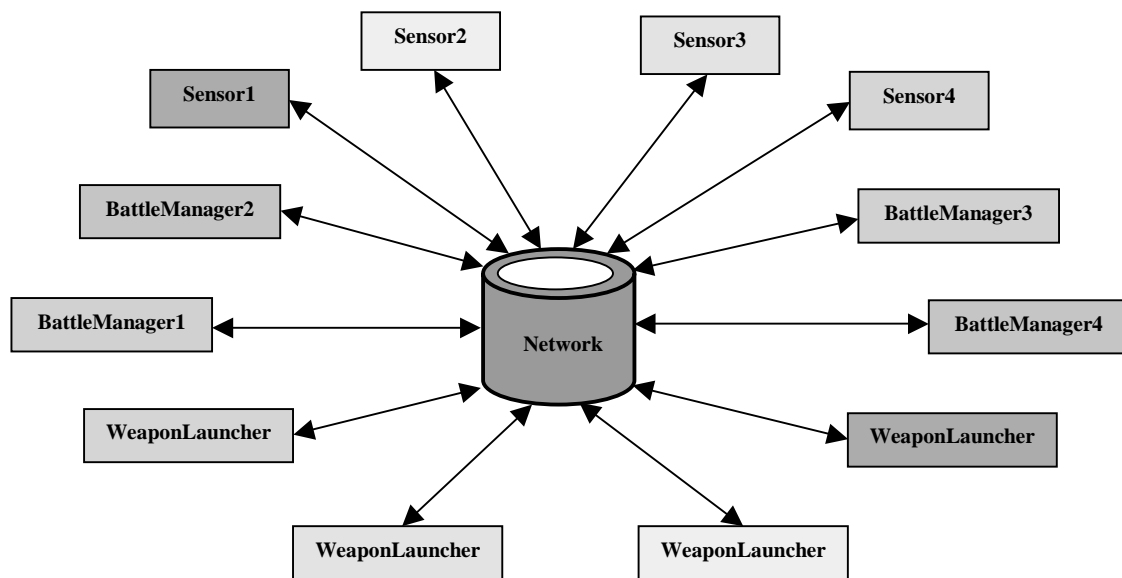 Sensor2
Sensor3
Sensor1
Sensor4
BattleManager2
BattleManager3
BattleManager1
Network
BattleManager4
WeaponLauncher
WeaponLauncher
WeaponLauncher
WeaponLauncher